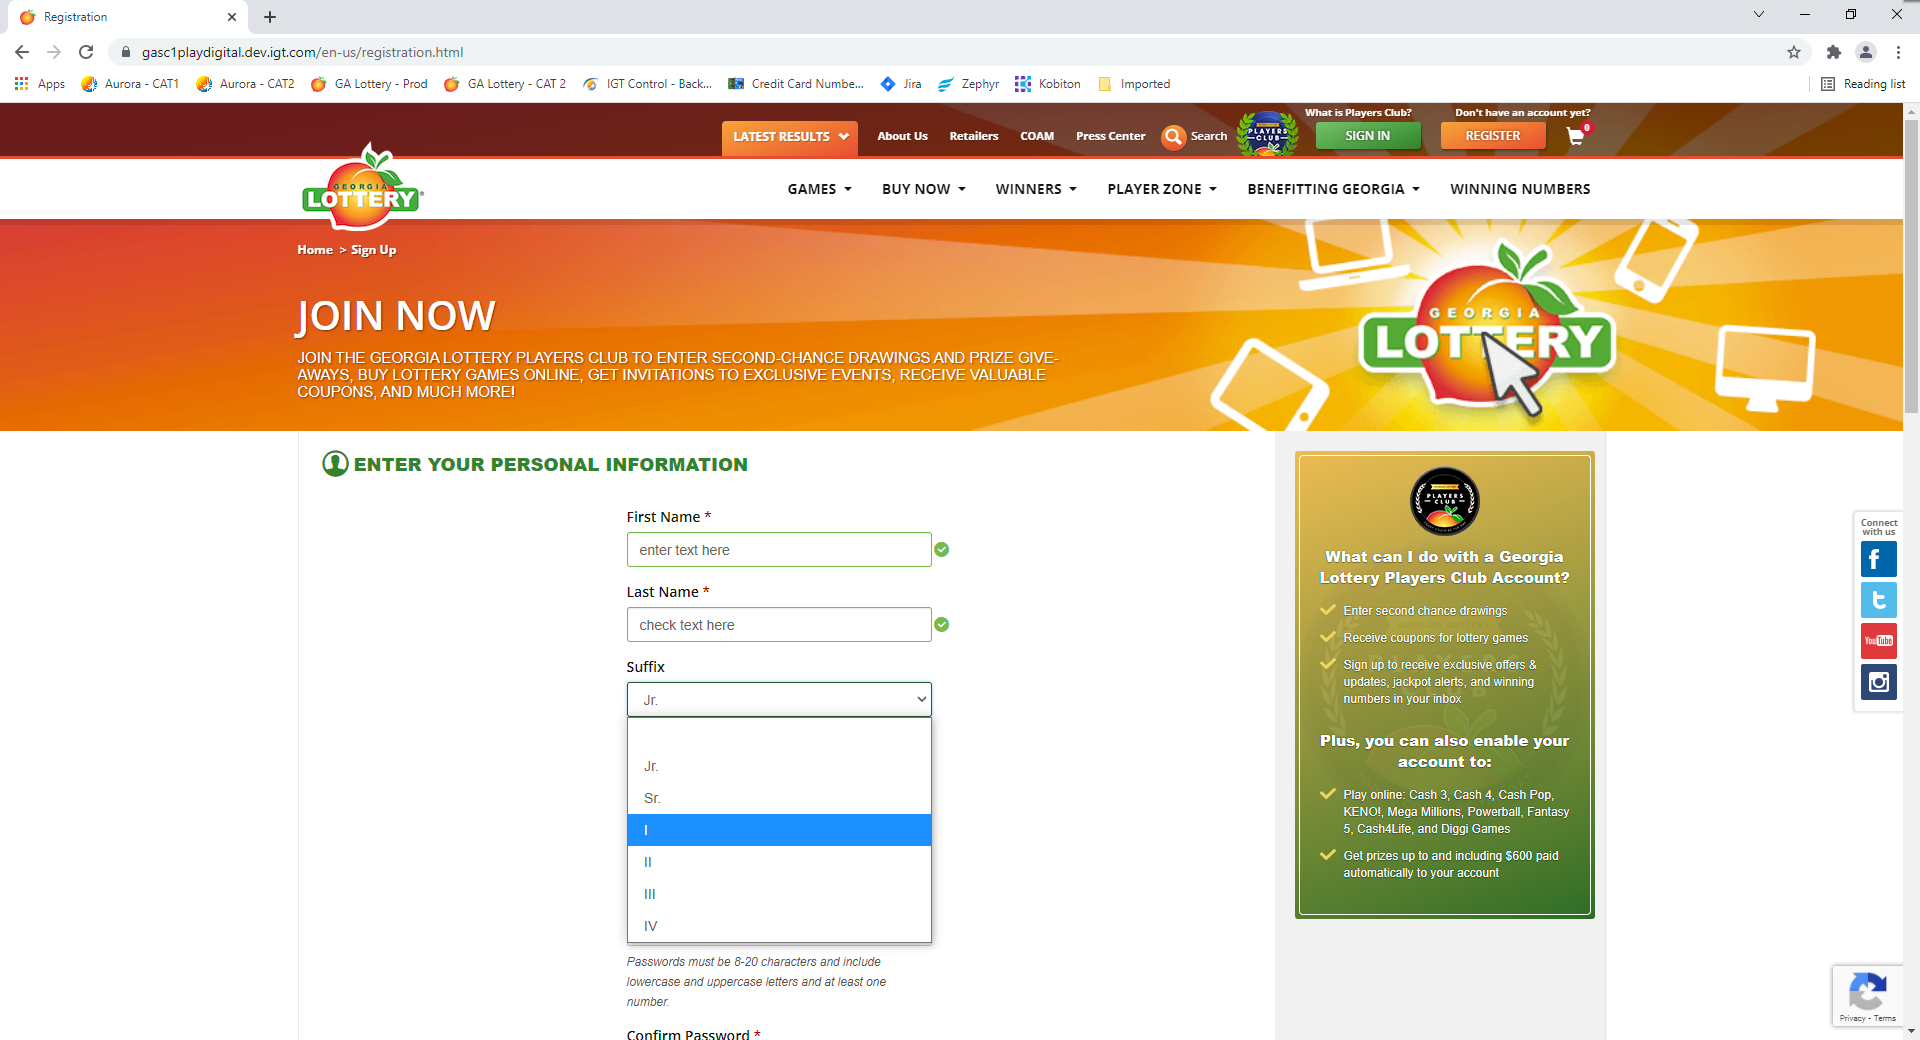 Registration
gasc1playdigital.dev.igt.com/en-us/registration.html
Apps Aurora - CAT1 Aurora - CAT2 GA Lottery - Prod GA Lottery - CAT 2 IGT Control - Back... Credit Card Numbe... Jira Zephyr Kobiton Imported Reading list
What is Players Club? Don't have an account yet?
LATEST RESULTS About Us Retailers COAM Press Center Search PLAYERS CLUB SIGN IN REGISTER 0
GEORGIA
LOTTERY
GAMES BUY NOW WINNERS PLAYER ZONE BENEFITTING GEORGIA WINNING NUMBERS
Home > Sign Up
JOIN NOW
JOIN THE GEORGIA LOTTERY PLAYERS CLUB TO ENTER SECOND-CHANCE DRAWINGS AND PRIZE GIVE-
AWAYS, BUY LOTTERY GAMES ONLINE, GET INVITATIONS TO EXCLUSIVE EVENTS, RECEIVE VALUABLE
COUPONS, AND MUCH MORE!
GEORGIA
LOTTERY
ENTER YOUR PERSONAL INFORMATION
First Name *
enter text here
Last Name *
check text here
Suffix
Jr.
Jr.
Sr.
I
II
III
IV
Passwords must be 8-20 characters and include
lowercase and uppercase letters and at least one
number.
Confirm Password *
PLAYERS
CLUB
What can I do with a Georgia
Lottery Players Club Account?
Enter second chance drawings
Receive coupons for lottery games
Sign up to receive exclusive offers &
updates, jackpot alerts, and winning
numbers in your inbox
Plus, you can also enable your
account to:
Play online: Cash 3, Cash 4, Cash Pop,
KENO!, Mega Millions, Powerball, Fantasy
5, Cash4Life, and Diggi Games
Get prizes up to and including $600 paid
automatically to your account
Connect
with us
You Tube
Privacy - Terms